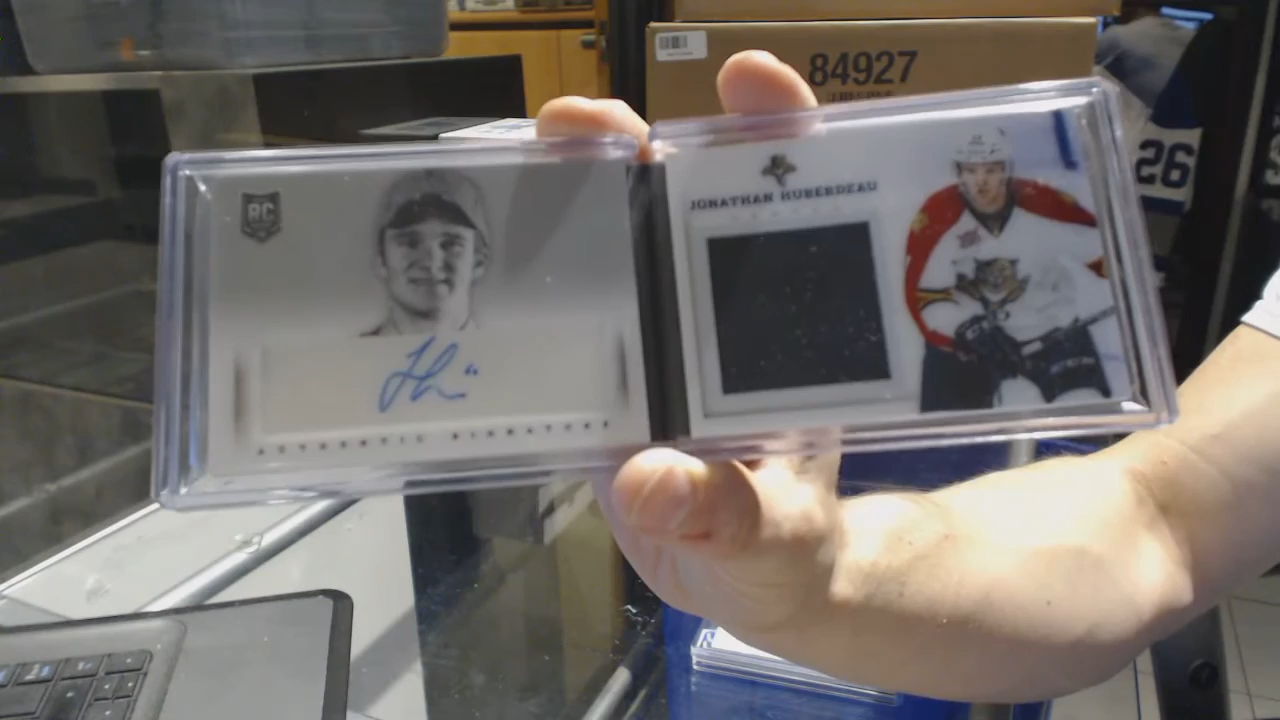 84927
26
RC
JONATHAN HUBERDEAU
AUTHENTIC SIGNATURE